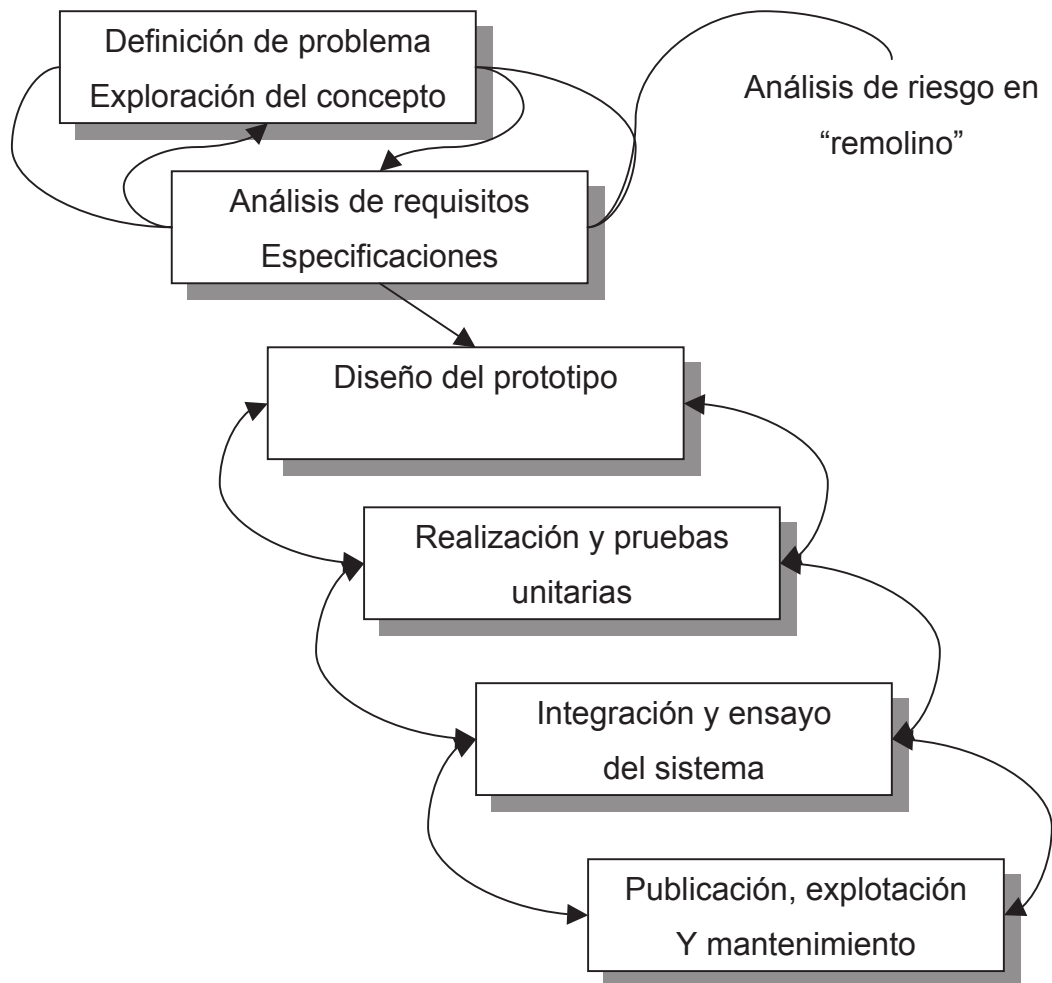 Definición de problema
Exploración del concepto
Análisis de riesgo en
“remolino”
Análisis de requisitos
Especificaciones
Diseño del prototipo
Realización y pruebas
unitarias
Integración y ensayo
del sistema
Publicación, explotación
Y mantenimiento